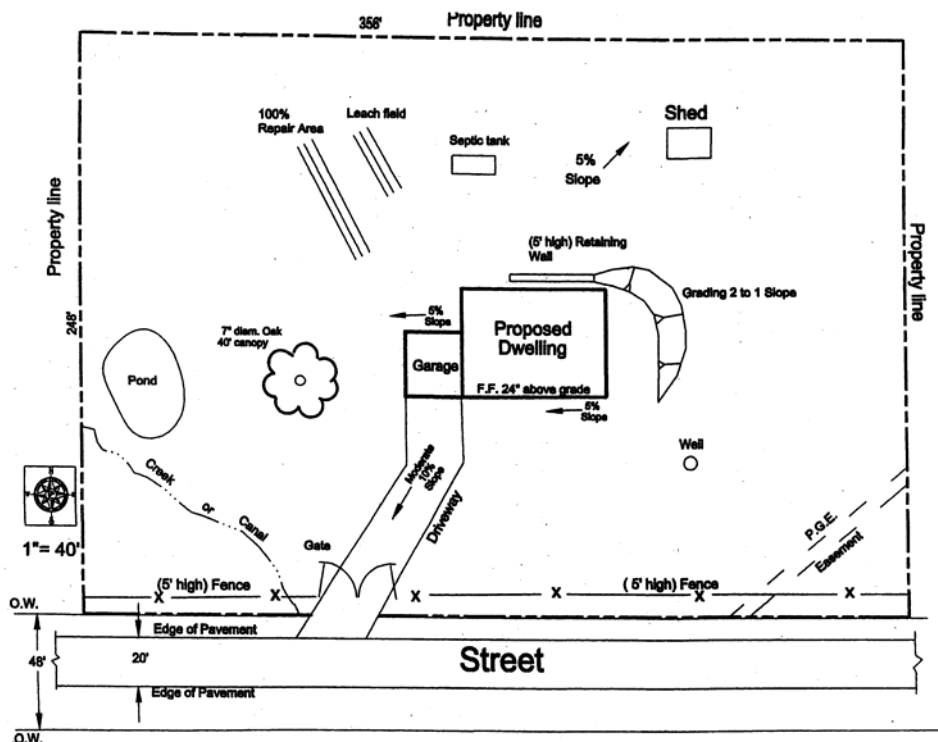 Property line
356'
100%
Repair Area
Leach field
Septic tank
Shed
5%
Slope
Property line
248'
Property line
(5' high) Retaining
Wall
Grading 2 to 1 Slope
5%
Slope
7" diam. Oak
40' canopy
Proposed
Dwelling
Garage
F.F. 24" above grade
5%
Slope
Pond
Well
Moderate
10%
Slope
Driveway
Creek
or
Canal
N
1"= 40'
Gate
P.G.E.
Easement
(5' high) Fence
( 5' high) Fence
X X X X X X
O.W.
Edge of Pavement
48'
20'
Street
Edge of Pavement
O.W.